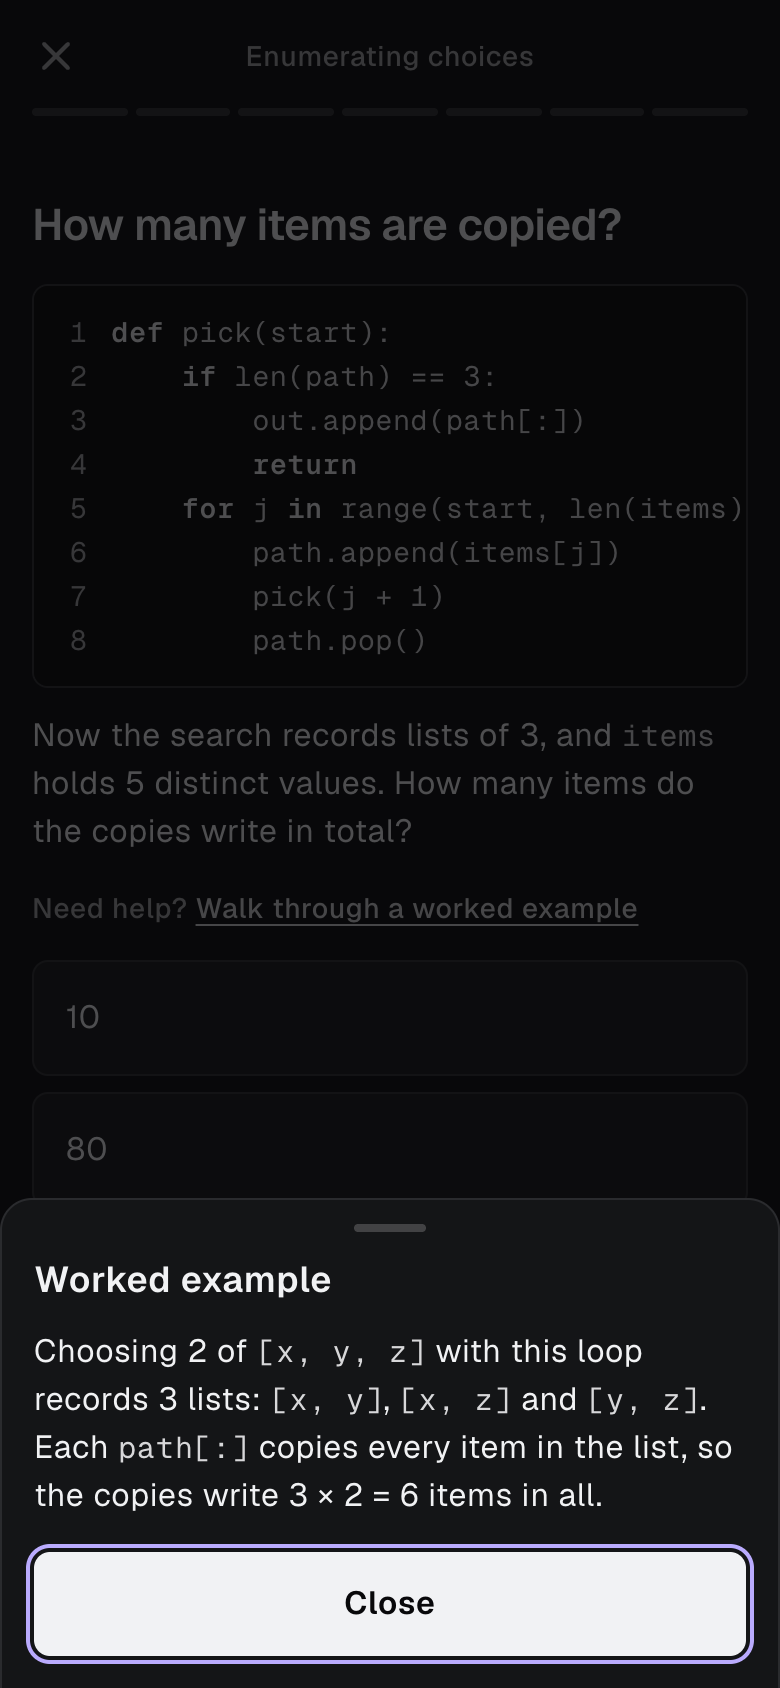 Enumerating choices
How many items are copied?
1 def pick(start):
2     if len(path) == 3:
3         out.append(path[:])
4         return
5     for j in range(start, len(items)
6         path.append(items[j])
7         pick(j + 1)
8         path.pop()
Now the search records lists of 3, and items
holds 5 distinct values. How many items do
the copies write in total?
Need help? Walk through a worked example
10
80
Worked example
Choosing 2 of [x, y, z] with this loop
records 3 lists: [x, y], [x, z] and [y, z].
Each path[:] copies every item in the list, so
the copies write 3 × 2 = 6 items in all.
Close